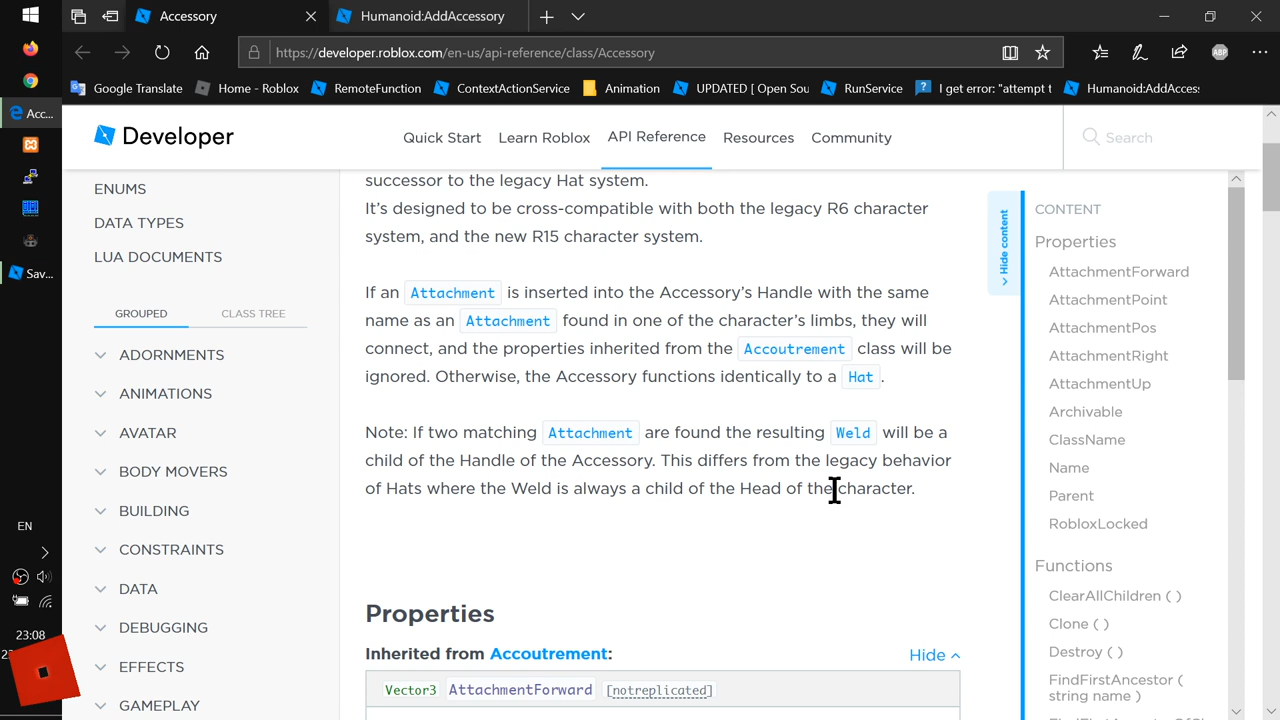 Accessory
Humanoid:AddAccessory
https://developer.roblox.com/en-us/api-reference/class/Accessory
ABP
Google Translate
Home - Roblox
RemoteFunction
ContextActionService
Animation
UPDATED [ Open Sou
RunService
I get error: "attempt t
Humanoid:AddAccess
Acc...
Sav...
EN
23:08
Developer
Quick Start
Learn Roblox
API Reference
Resources
Community
Search
ENUMS
DATA TYPES
LUA DOCUMENTS
GROUPED
CLASS TREE
ADORNMENTS
ANIMATIONS
AVATAR
BODY MOVERS
BUILDING
CONSTRAINTS
DATA
DEBUGGING
EFFECTS
GAMEPLAY
successor to the legacy Hat system.
It's designed to be cross-compatible with both the legacy R6 character
system, and the new R15 character system.
If an Attachment is inserted into the Accessory's Handle with the same
name as an Attachment found in one of the character's limbs, they will
connect, and the properties inherited from the Accoutrement class will be
ignored. Otherwise, the Accessory functions identically to a Hat .
Note: If two matching Attachment are found the resulting Weld will be a
child of the Handle of the Accessory. This differs from the legacy behavior
of Hats where the Weld is always a child of the Head of the character.
Properties
Inherited from Accoutrement:
Hide
Vector3 AttachmentForward [notreplicated]
Hide content
CONTENT
Properties
AttachmentForward
AttachmentPoint
AttachmentPos
AttachmentRight
AttachmentUp
Archivable
ClassName
Name
Parent
RobloxLocked
Functions
ClearAllChildren ( )
Clone ( )
Destroy ( )
FindFirstAncestor (
string name )